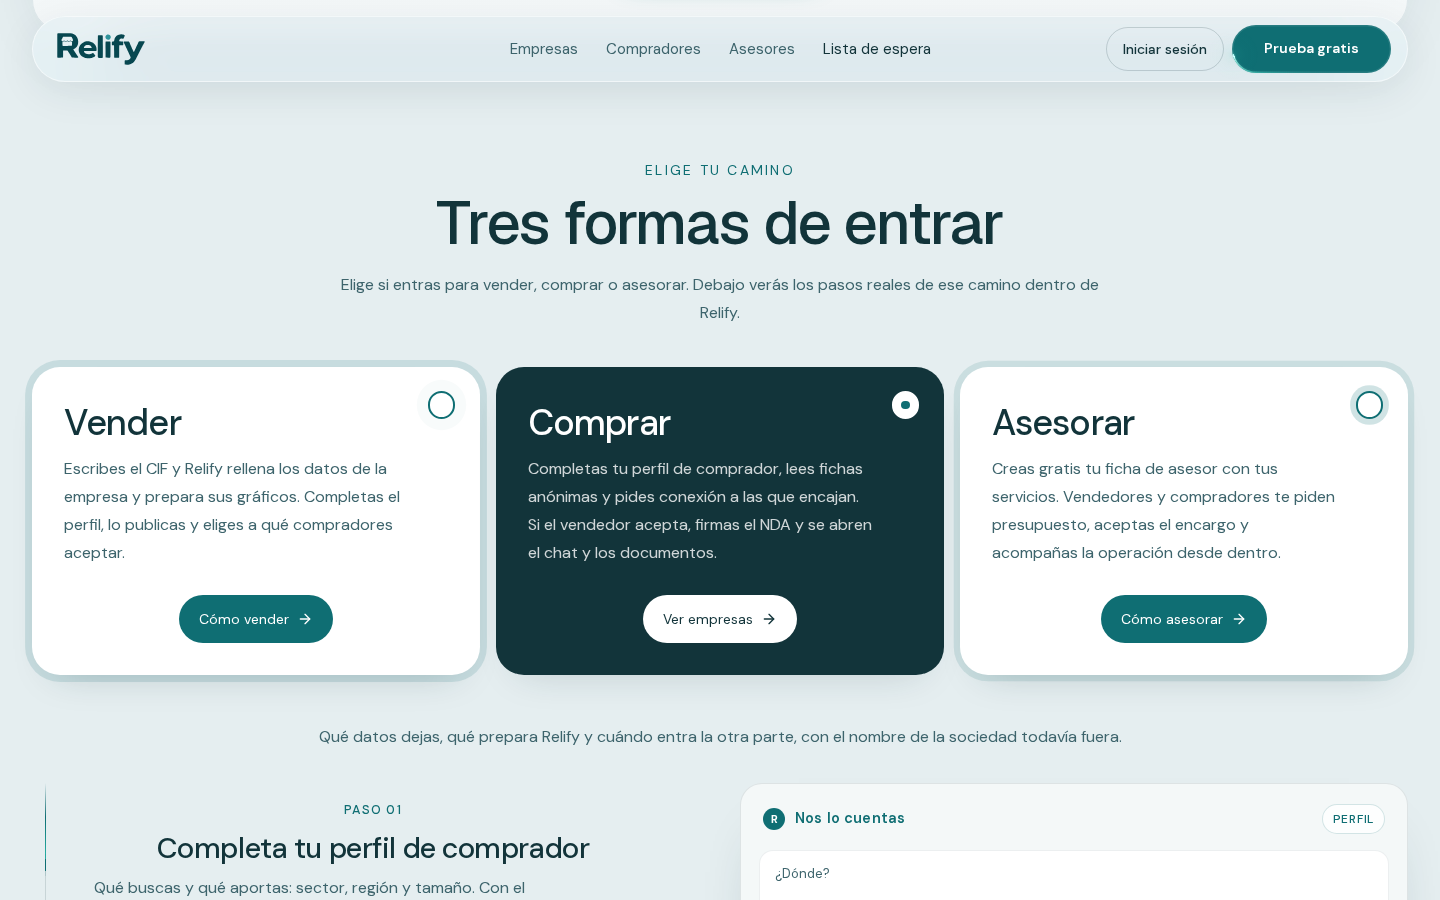 Relify
Empresas
Compradores
Asesores
Lista de espera
Iniciar sesión
Prueba gratis
ELIGE TU CAMINO
Tres formas de entrar
Elige si entras para vender, comprar o asesorar. Debajo verás los pasos reales de ese camino dentro de
Relify.
Vender
Escribes el CIF y Relify rellena los datos de la
empresa y prepara sus gráficos. Completas el
perfil, lo publicas y eliges a qué compradores
aceptar.
Cómo vender
Comprar
Completas tu perfil de comprador, lees fichas
anónimas y pides conexión a las que encajan.
Si el vendedor acepta, firmas el NDA y se abren
el chat y los documentos.
Ver empresas
Asesorar
Creas gratis tu ficha de asesor con tus
servicios. Vendedores y compradores te piden
presupuesto, aceptas el encargo y
acompañas la operación desde dentro.
Cómo asesorar
Qué datos dejas, qué prepara Relify y cuándo entra la otra parte, con el nombre de la sociedad todavía fuera.
PASO 01
Completa tu perfil de comprador
Qué buscas y qué aportas: sector, región y tamaño. Con el
R
Nos lo cuentas
PERFIL
¿Dónde?